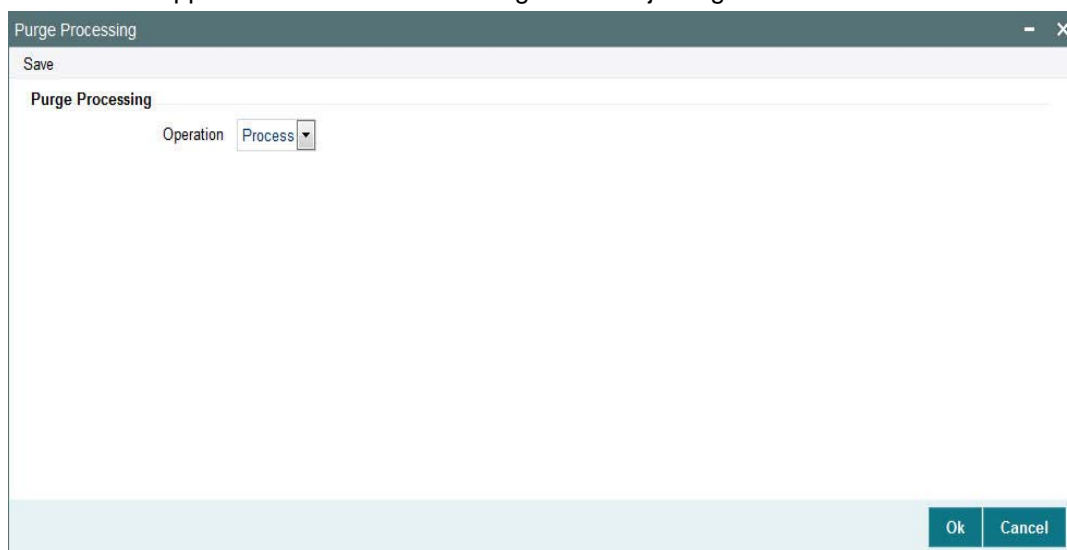 Purge Processing
Save
Purge Processing
Operation Process
Ok Cancel